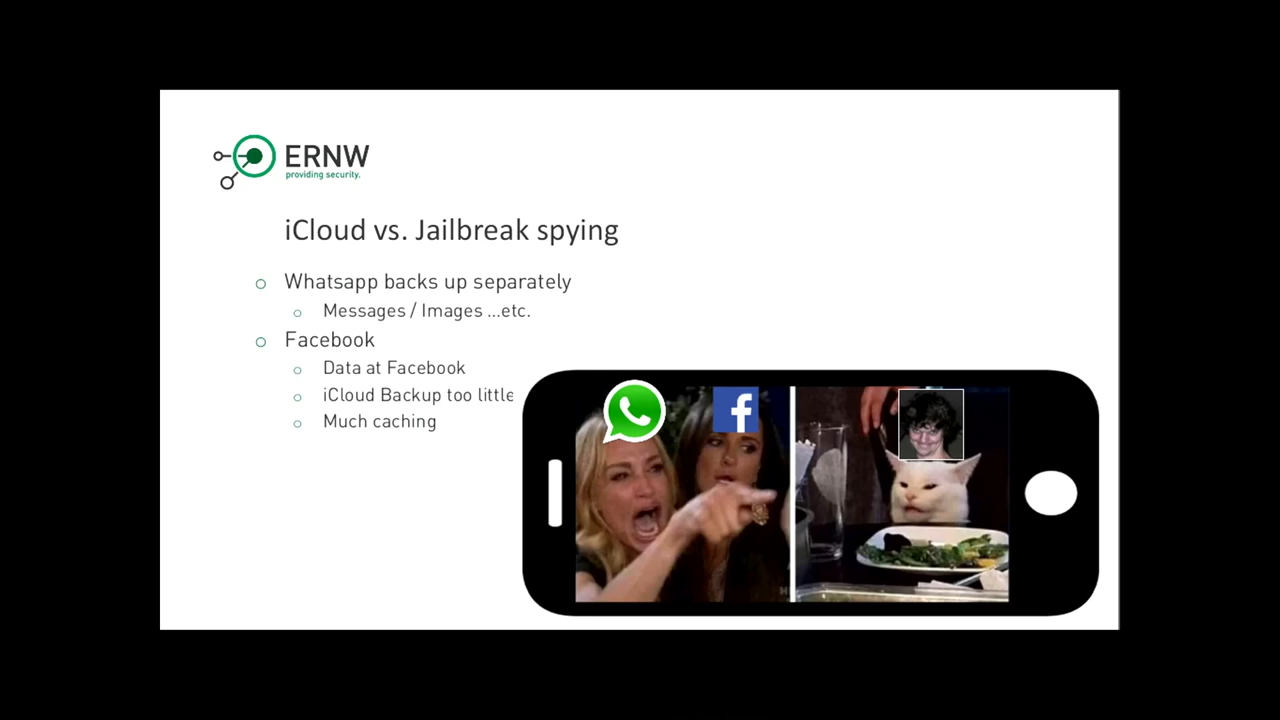 ERNW
providing security.
iCloud vs. Jailbreak spying
Whatsapp backs up separately
Messages / Images ...etc.
Facebook
Data at Facebook
iCloud Backup too little
Much caching